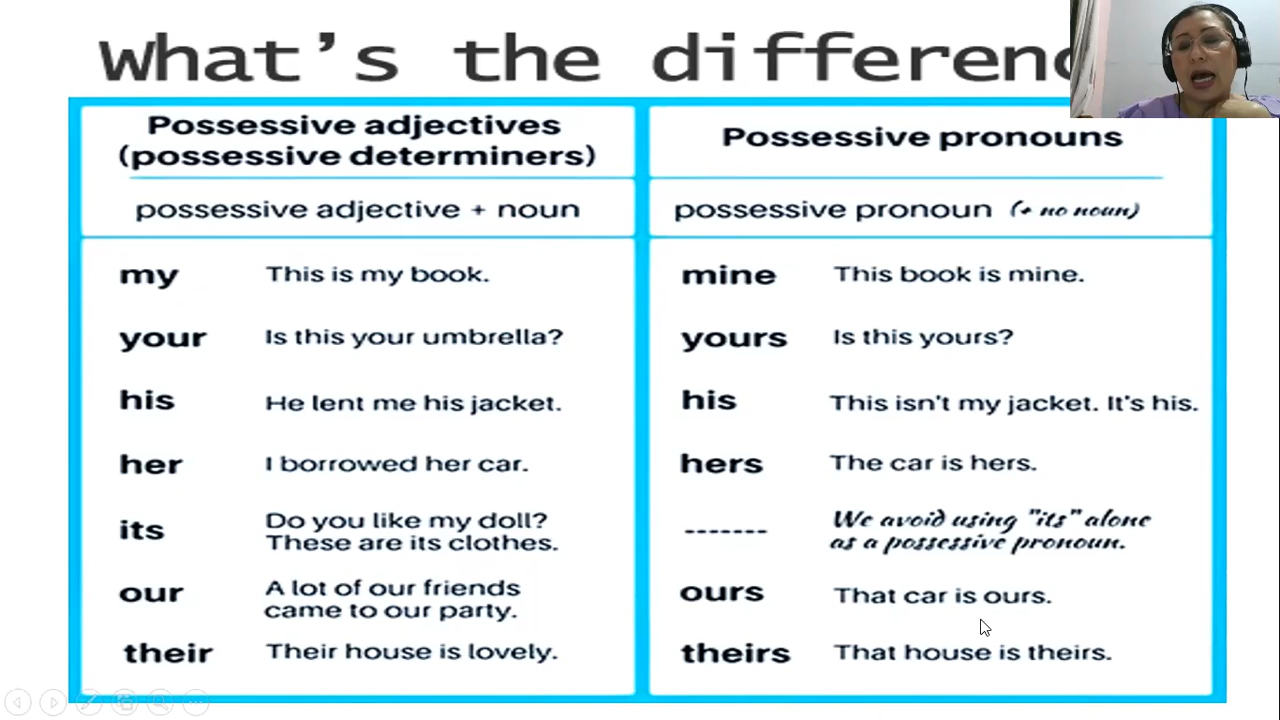 What's the differenc
Possessive adjectives
(possessive determiners)
possessive adjective + noun
my This is my book.
your Is this your umbrella?
his He lent me his jacket.
her I borrowed her car.
its Do you like my doll?
These are its clothes.
our A lot of our friends
came to our party.
their Their house is lovely.
Possessive pronouns
possessive pronoun (+ no noun)
mine This book is mine.
yours Is this yours?
his This isn't my jacket. It's his.
hers The car is hers.
------- We avoid using "its" alone
as a possessive pronoun.
ours That car is ours.
theirs That house is theirs.